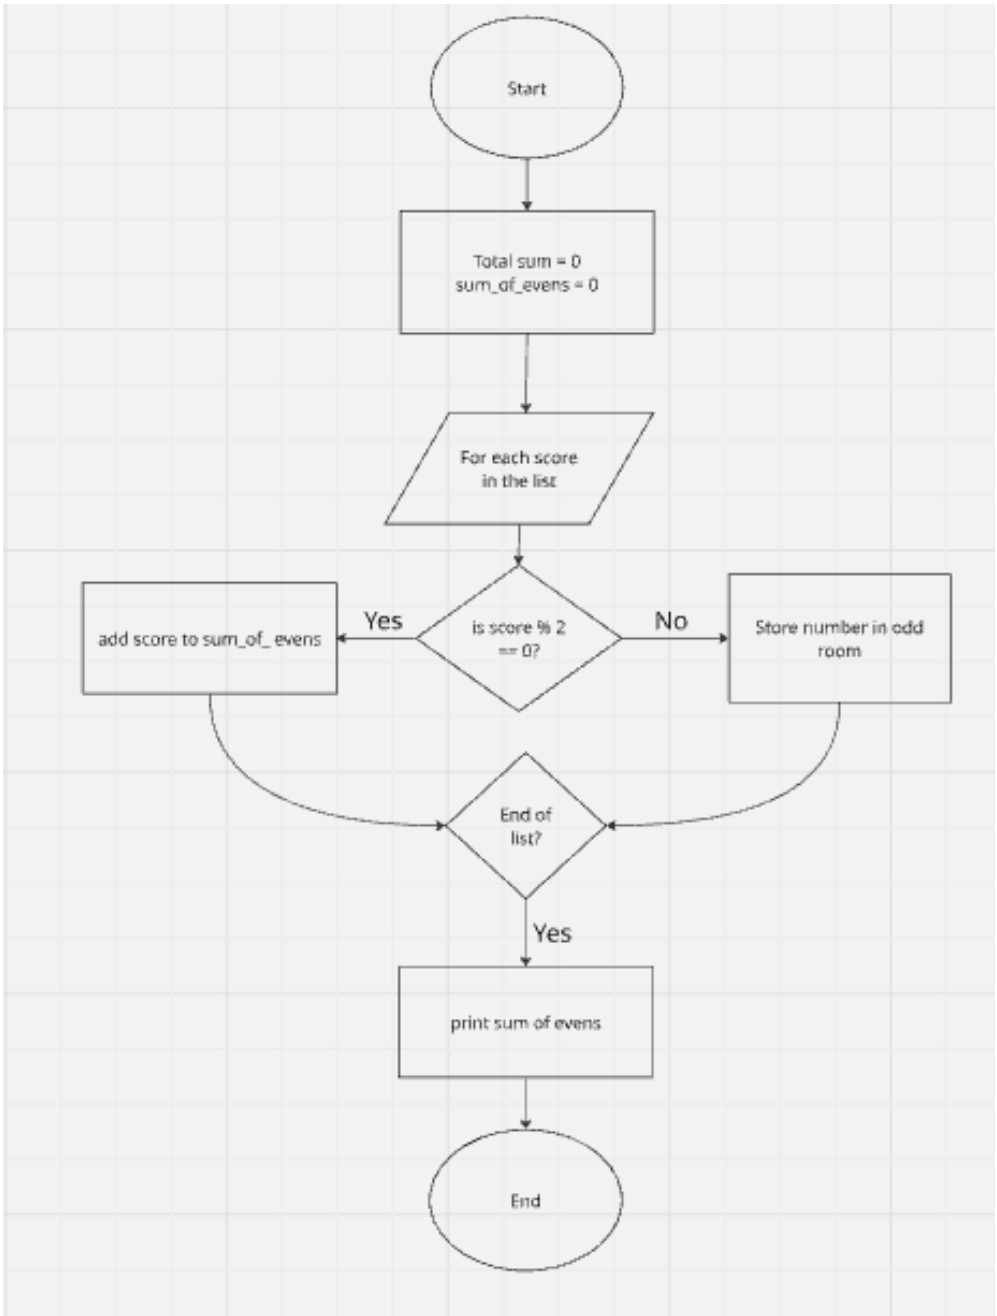 Start
Total sum = 0
sum_of_evens = 0
For each score
in the list
is score % 2
== 0?
Yes
No
add score to sum_of_ evens
Store number in odd
room
End of
list?
Yes
print sum of evens
End